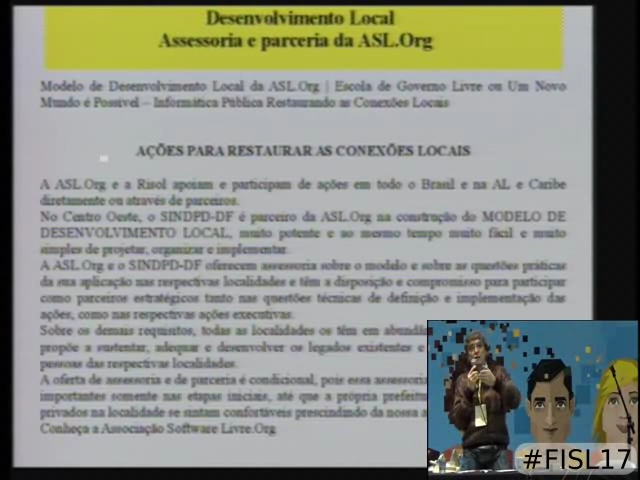 Desenvolvimento Local
Assessoria e parceria da ASL.Org
Modelo de Desenvolvimento Local da ASL.Org | Escola de Governo Livre ou Um Novo
Mundo é Possível – Informática Pública Restaurando as Conexões Locais
AÇÕES PARA RESTAURAR AS CONEXÕES LOCAIS
A ASL.Org e a Risol apoiam e participam de ações em todo o Brasil e na AL e Caribe
diretamente ou através de parceiros.
No Centro Oeste, o SINDPD-DF é parceiro da ASL.Org na construção do MODELO DE
DESENVOLVIMENTO LOCAL, muito potente e ao mesmo tempo muito fácil e muito
simples de projetar, organizar e implementar.
A ASL.Org e o SINDPD-DF oferecem assessoria sobre o modelo e sobre as questões práticas
da sua aplicação nas respectivas localidades e têm a disposição e compromisso para participar
como parceiros estratégicos tanto nas questões técnicas de definição e implementação das
ações, como nas respectivas ações executivas.
Sobre os demais requisitos, todas as localidades os têm em
propõe a sustentar, adequar e desenvolver os legados existentes e
pessoas das respectivas localidades.
A oferta de assessoria e de parceria é condicional, pois essa
importantes somente nas etapas iniciais, até que a própria
privados na localidade se sintam confortáveis prescindindo da nossa
Conheça a Associação Software Livre.Org
#FISL17